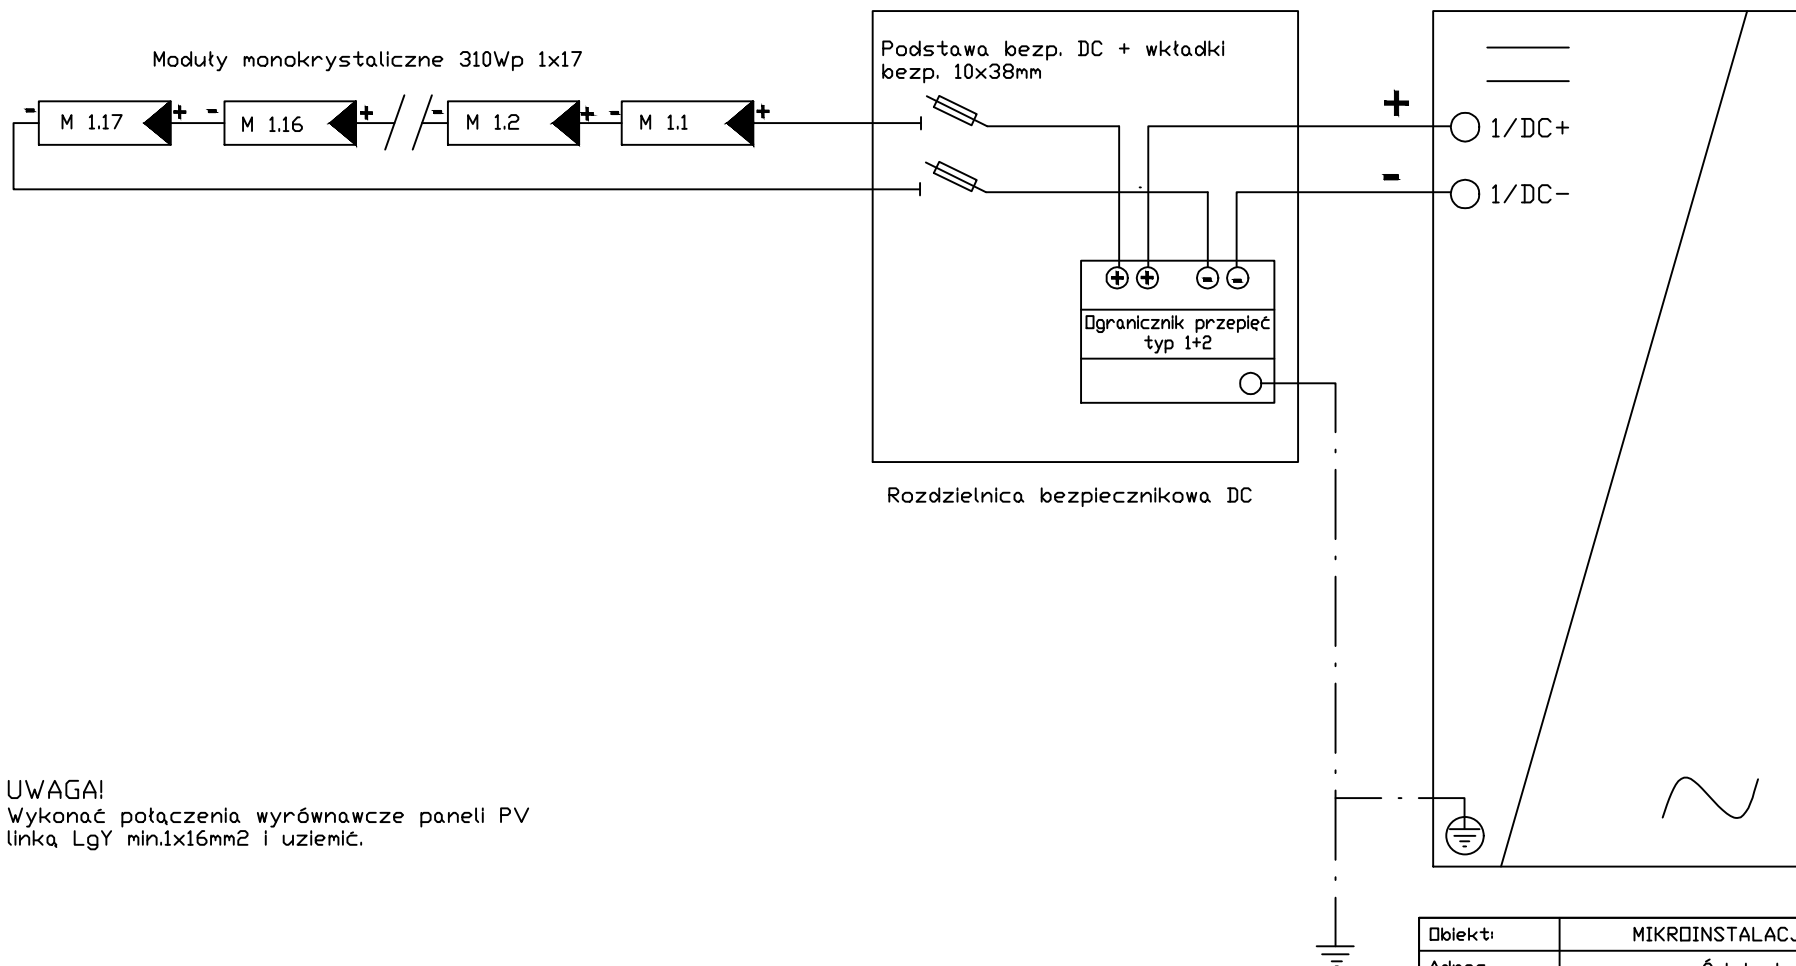 Moduły monokrystaliczne 310Wp 1x17
- M 1.17 + - M 1.16 + - M 1.2 + - M 1.1 +
Podstawa bezp. DC + wkładki
bezp. 10x38mm
+ 1/DC+
- 1/DC-
+ + - -
Ogranicznik przepięć
typ 1+2
Rozdzielnica bezpiecznikowa DC
UWAGA!
Wykonać połączenia wyrównawcze paneli PV
linką LgY min.1x16mm2 i uziemić.
Obiekt: MIKROINSTALACJ